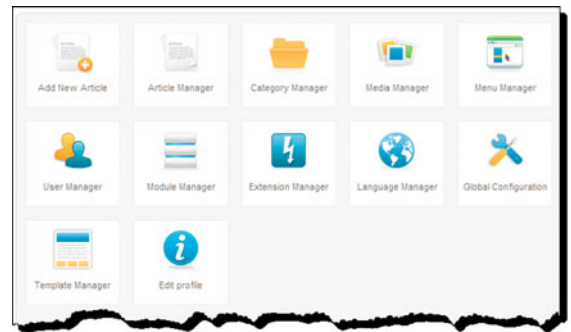 Add New Article
Article Manager
Category Manager
Media Manager
Menu Manager
User Manager
Module Manager
Extension Manager
Language Manager
Global Configuration
Template Manager
Edit profile